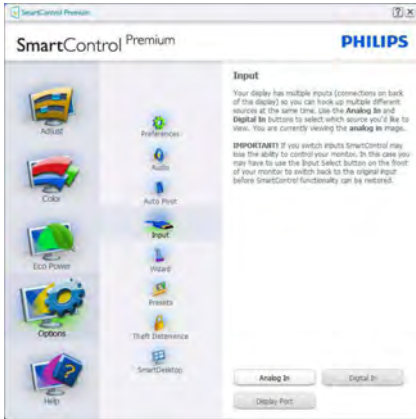 SmartControl Premium
SmartControl Premium
PHILIPS
Adjust
Color
Eco Power
Options
Help
Preferences
Audio
Auto Pivot
Input
Wizard
Presets
Theft Deterrence
SmartDesktop
Input
Your display has multiple inputs (connections on back
of this display) so you can hook up multiple different
sources at the same time. Use the Analog In and
Digital In buttons to select which source you'd like to
view. You are currently viewing the analog in image.
IMPORTANT! If you switch inputs SmartControl may
lose the ability to control your monitor. In this case you
may have to use the Input Select button on the front
of your monitor to switch back to the original input
before SmartControl functionality can be restored.
Analog In
Digital In
Display Port